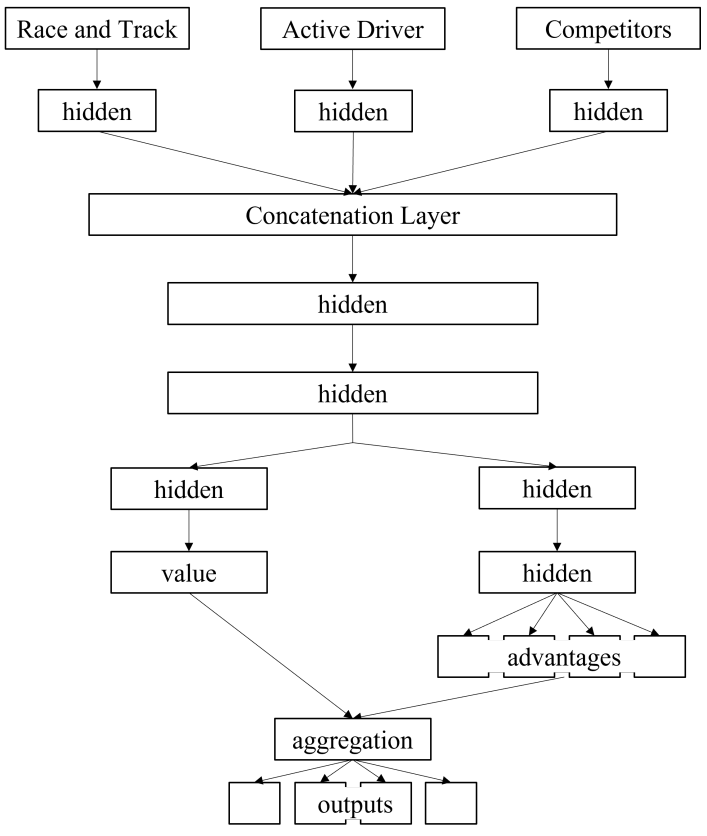 Race and Track
Active Driver
Competitors
hidden
hidden
hidden
Concatenation Layer
hidden
hidden
hidden
hidden
value
hidden
advantages
aggregation
outputs